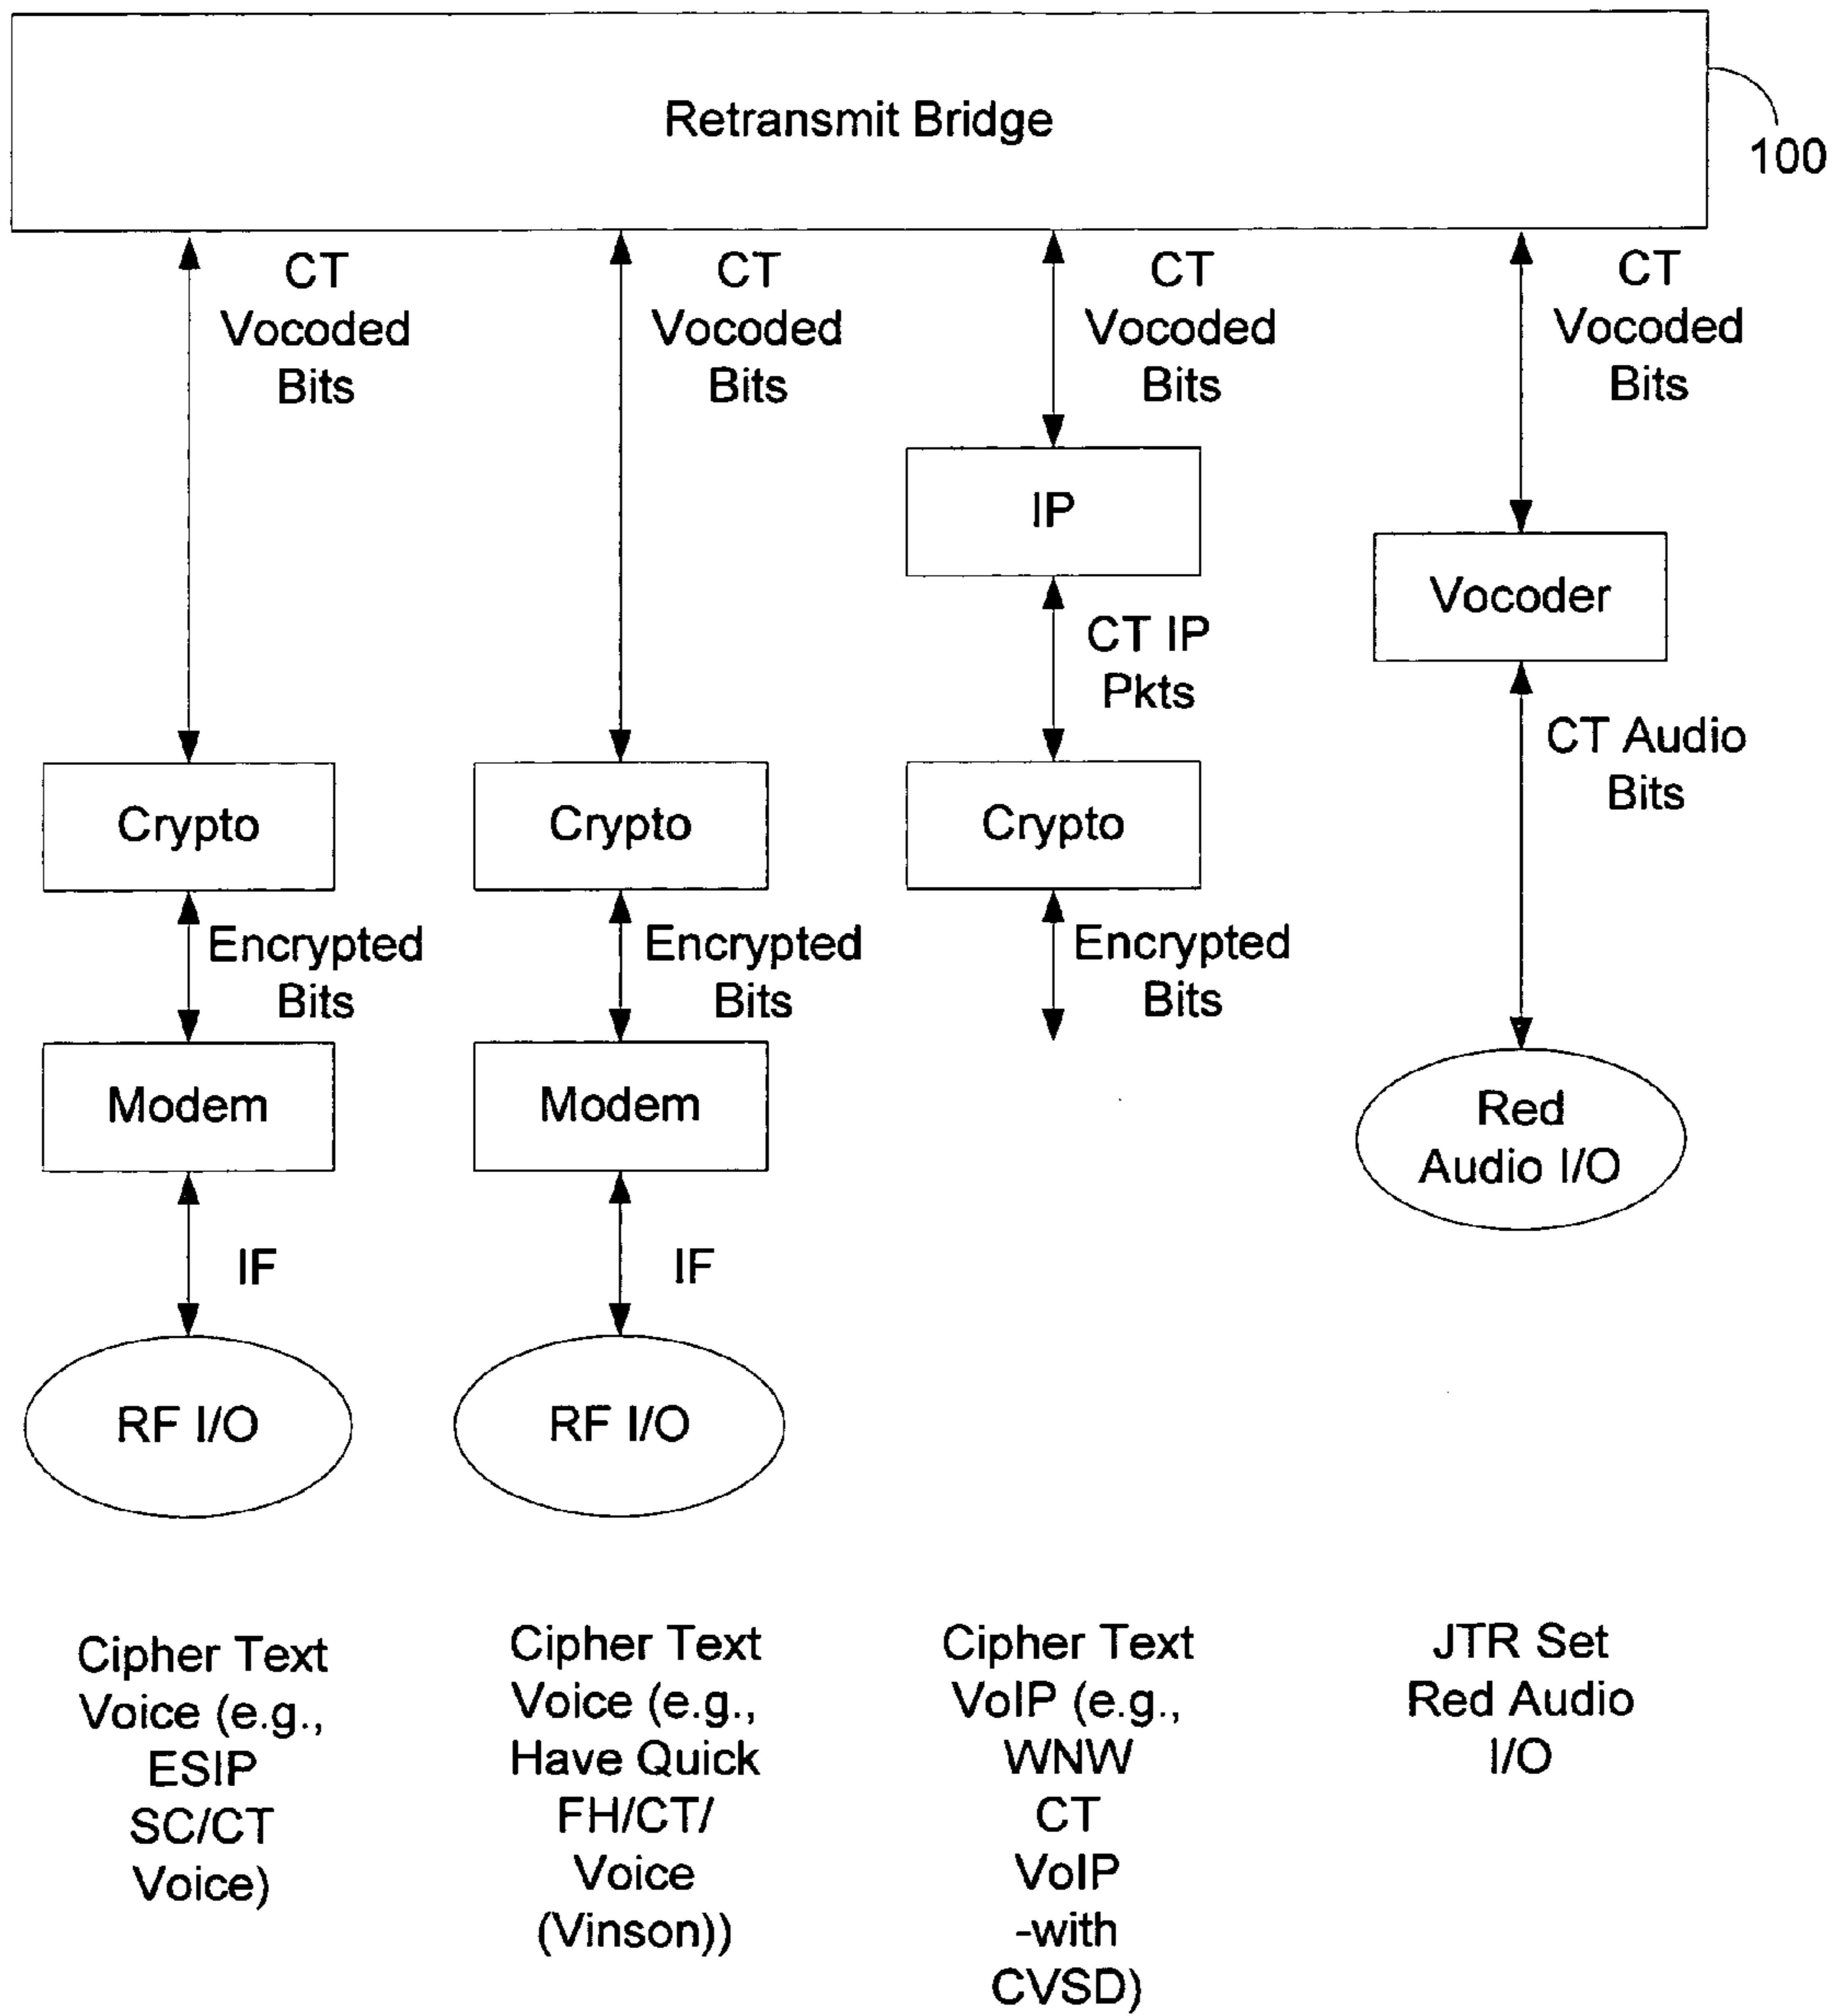 Retransmit Bridge
100
CT
Vocoded
Bits
CT
Vocoded
Bits
CT
Vocoded
Bits
CT
Vocoded
Bits
IP
Vocoder
CT IP
Pkts
CT Audio
Bits
Crypto
Crypto
Crypto
Encrypted
Bits
Encrypted
Bits
Encrypted
Bits
Modem
Modem
Red
Audio I/O
IF
IF
RF I/O
RF I/O
Cipher Text
Voice (e.g.,
ESIP
SC/CT
Voice)
Cipher Text
Voice (e.g.,
Have Quick
FH/CT/
Voice
(Vinson))
Cipher Text
VoIP (e.g.,
WNW
CT
VoIP
-with
CVSD)
JTR Set
Red Audio
I/O